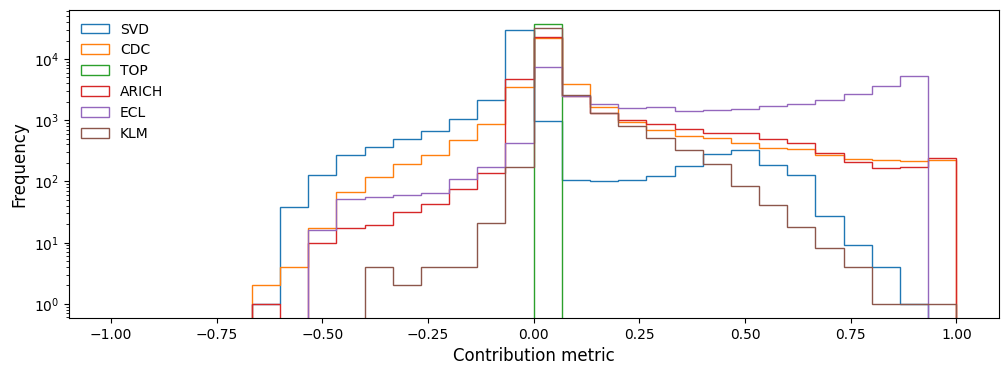 SVD
CDC
TOP
ARICH
ECL
KLM
Frequency
10⁴
10³
10²
10¹
10⁰
−1.00 −0.75 −0.50 −0.25 0.00 0.25 0.50 0.75 1.00
Contribution metric